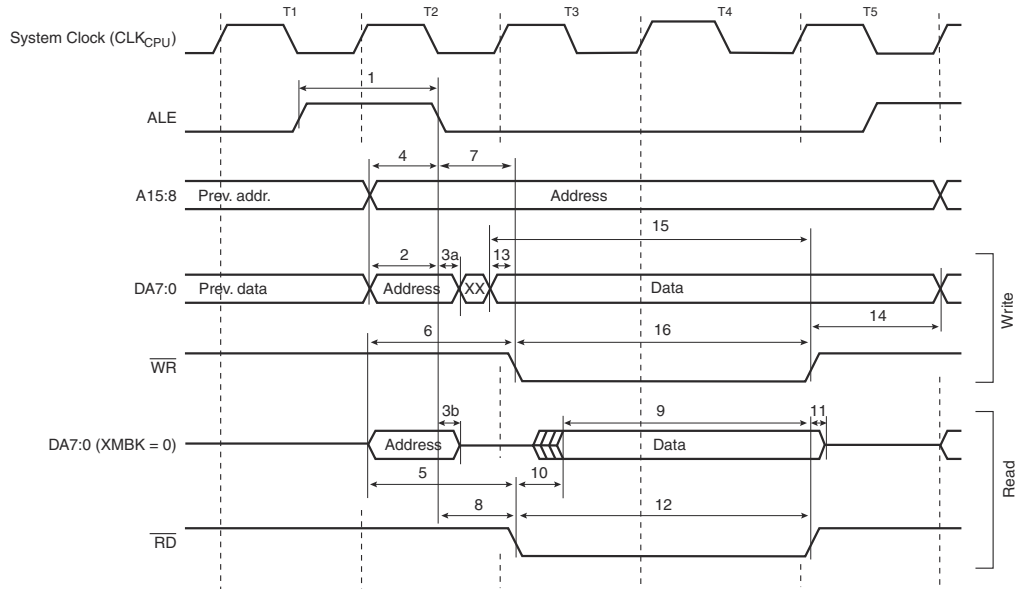 T1 T2 T3 T4 T5
System Clock (CLKCPU)
1
ALE
4 7
A15:8 Prev. addr. Address
15
2 3a 13
DA7:0 Prev. data Address XX Data
14
6 16
WR
Write
3b 9 11
DA7:0 (XMBK = 0) Address Data
5 10
8 12
RD
Read